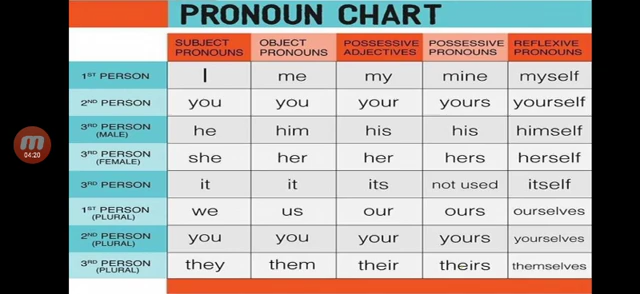 PRONOUN CHART
SUBJECT PRONOUNS OBJECT PRONOUNS POSSESSIVE ADJECTIVES POSSESSIVE PRONOUNS REFLEXIVE PRONOUNS
1ST PERSON I me my mine myself
2ND PERSON you you your yours yourself
3RD PERSON (MALE) he him his his himself
3RD PERSON (FEMALE) she her her hers herself
3RD PERSON it it its not used itself
1ST PERSON (PLURAL) we us our ours ourselves
2ND PERSON (PLURAL) you you your yours yourselves
3RD PERSON (PLURAL) they them their theirs themselves
04:20